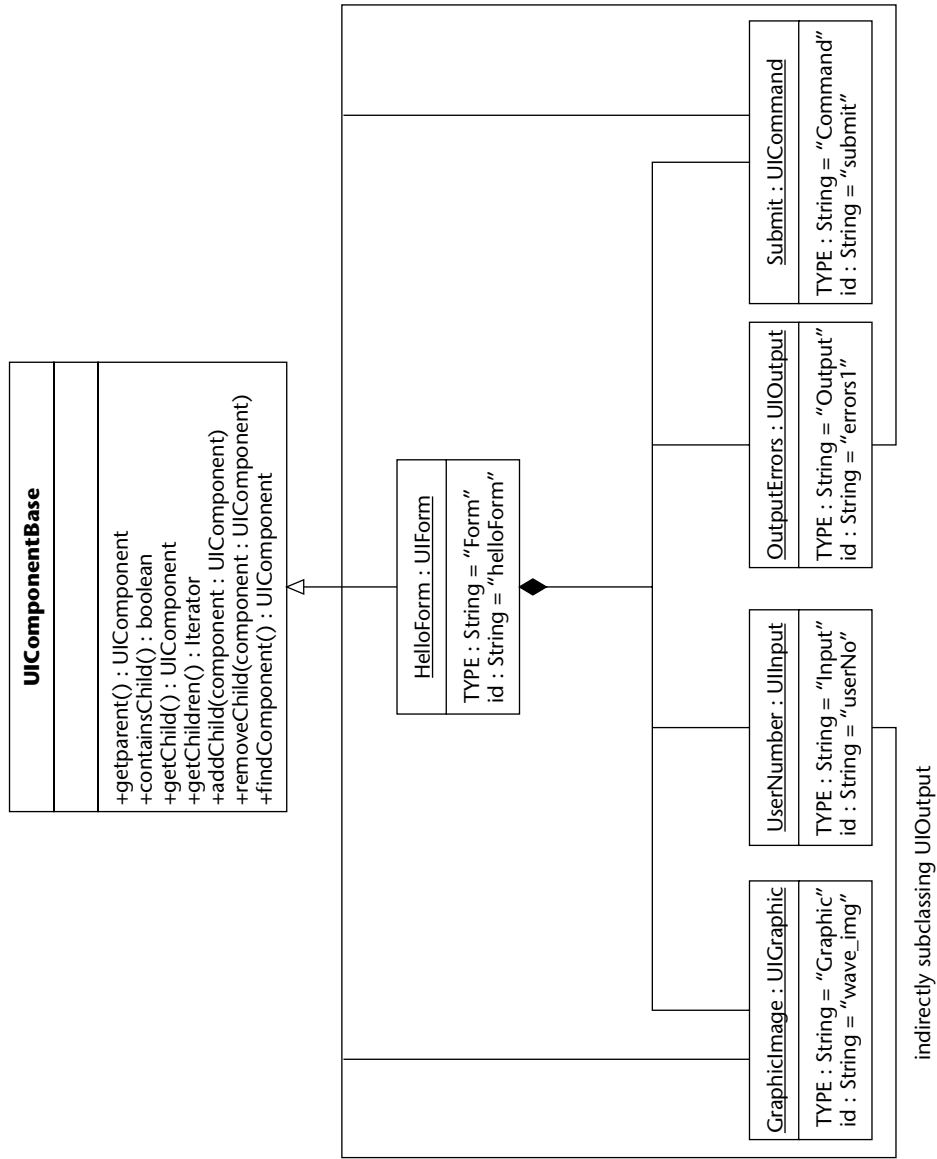 UIComponentBase
+getparent() : UIComponent
+containsChild() : boolean
+getChild() : UIComponent
+getChildren() : Iterator
+addChild(component : UIComponent)
+removeChild(component : UIComponent)
+findComponent() : UIComponent
HelloForm : UIForm
TYPE : String = “Form”
id : String = “helloForm”
GraphicImage : UIGraphic
TYPE : String = “Graphic”
id : String = “wave_img”
UserNumber : UIInput
TYPE : String = “Input”
id : String = “userNo”
OutputErrors : UIOutput
TYPE : String = “Output”
id : String = “errors1”
Submit : UICommand
TYPE : String = “Command”
id : String = “submit”
indirectly subclassing UIOutput